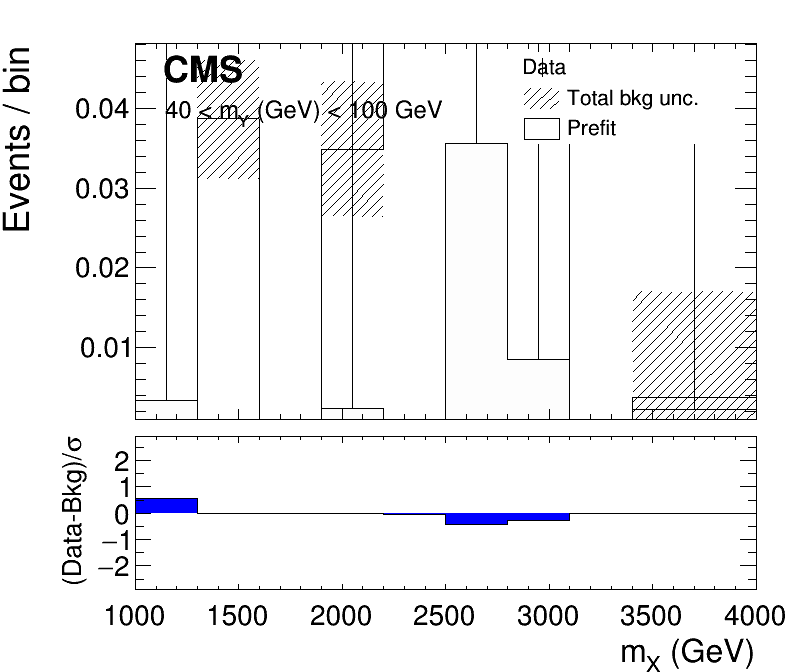 CMS
40 < mY (GeV) < 100 GeV
Data
Total bkg unc.
Prefit
Events / bin
0.04
0.03
0.02
0.01
(Data-Bkg)/σ
2
1
0
−1
−2
1000 1500 2000 2500 3000 3500 4000
mX (GeV)